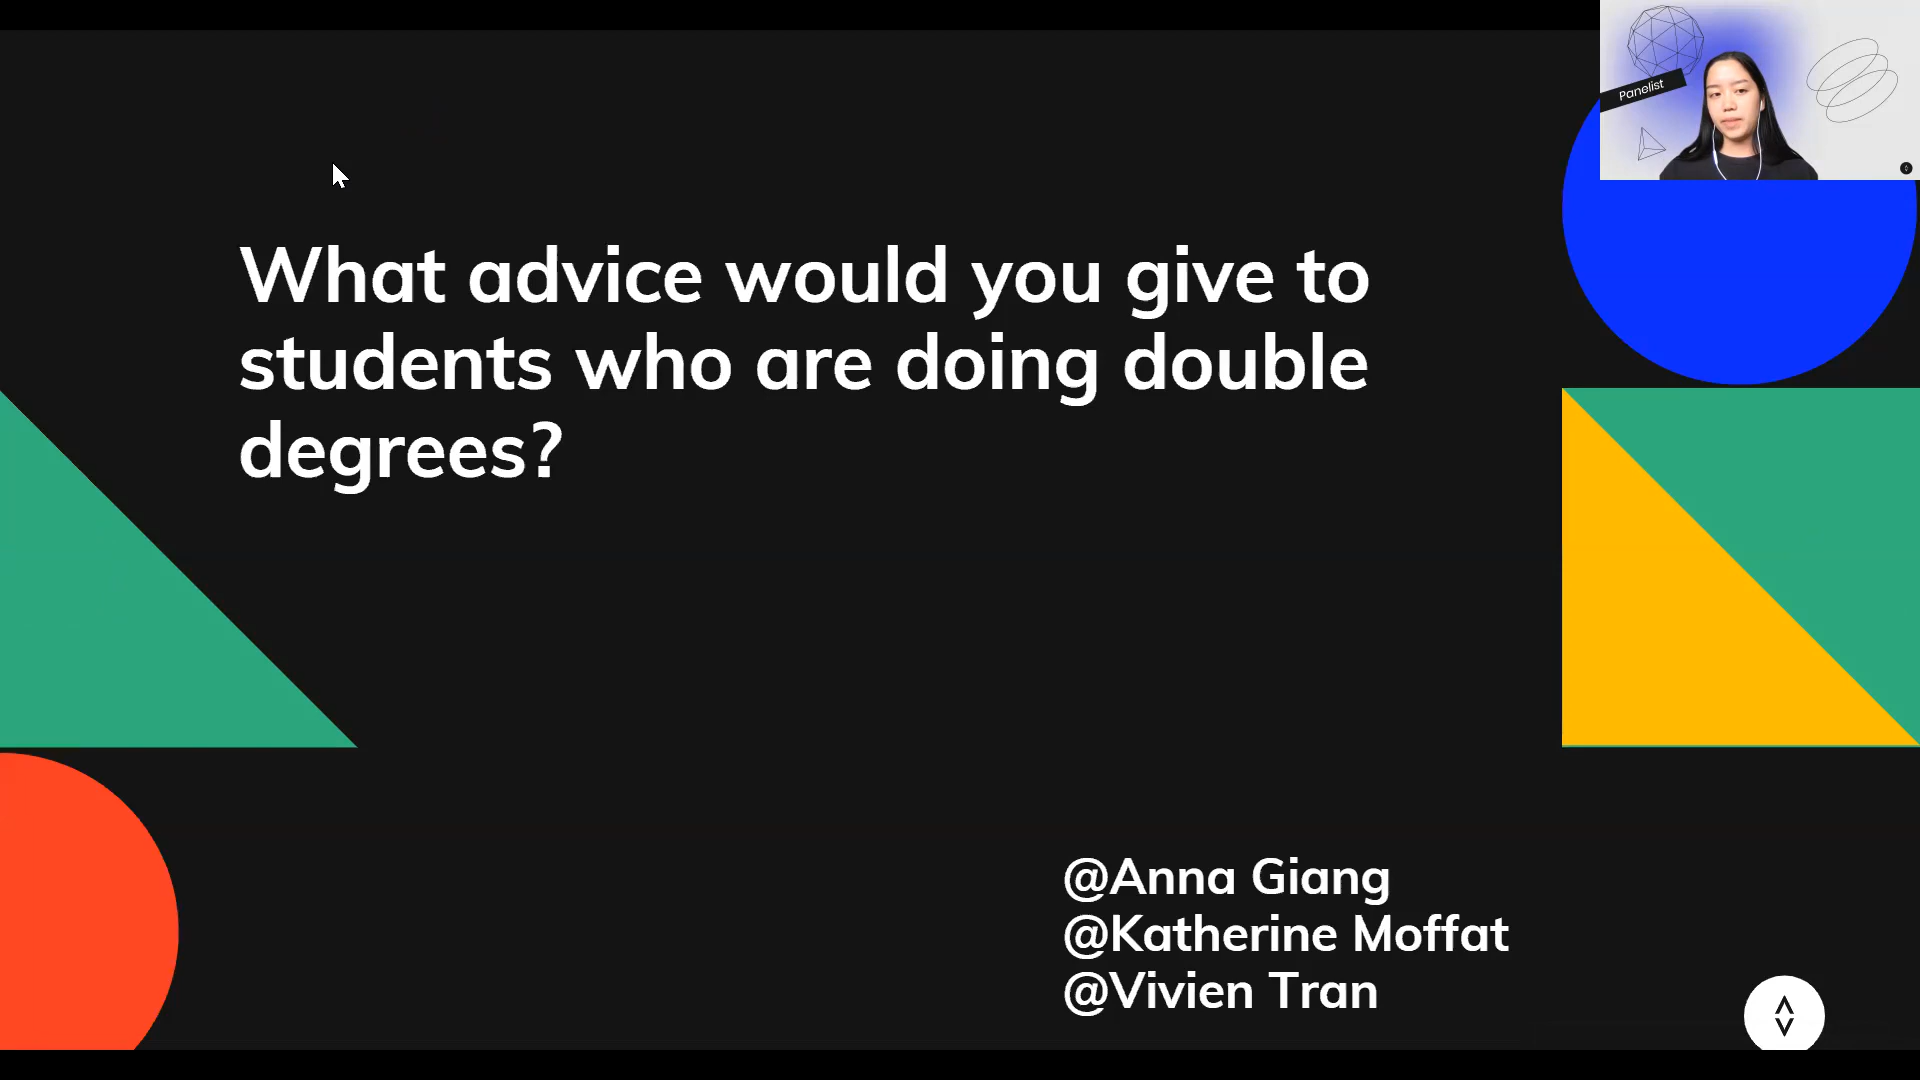 Panelist
What advice would you give to
students who are doing double
degrees?
@Anna Giang
@Katherine Moffat
@Vivien Tran